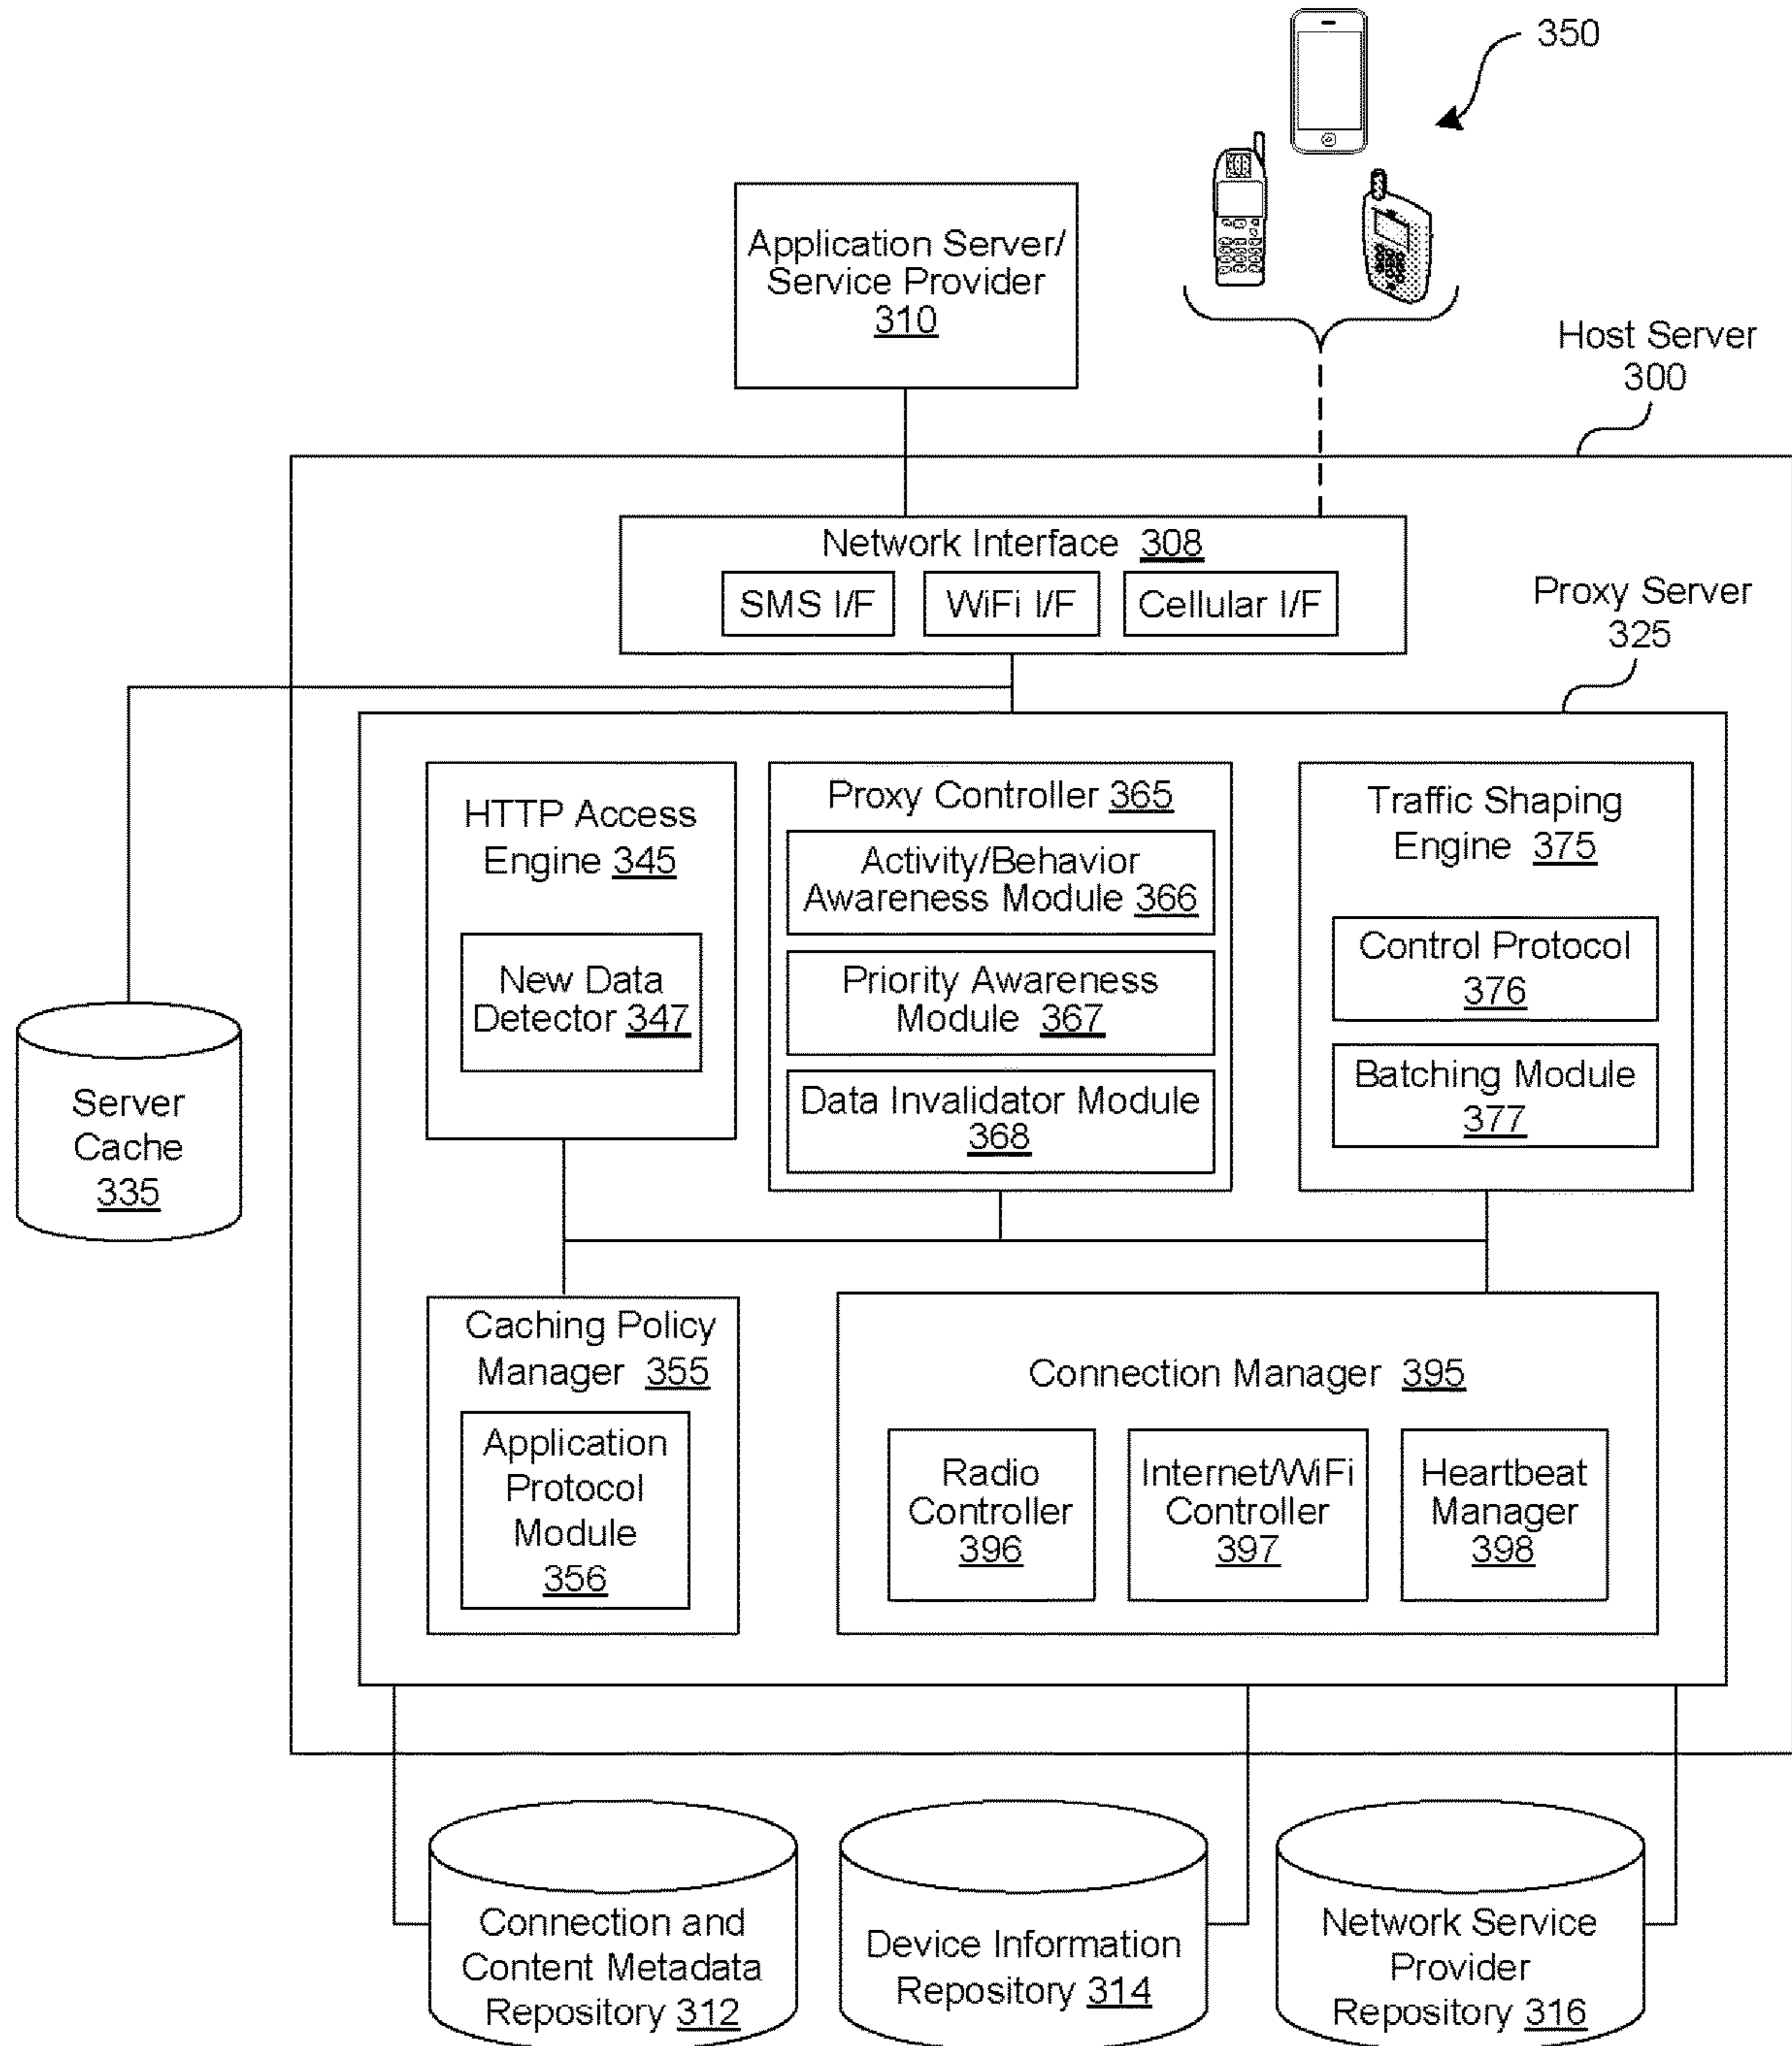 350
Application Server/
Service Provider
310
Host Server
300
Network Interface 308
SMS I/F
WiFi I/F
Cellular I/F
Proxy Server
325
HTTP Access
Engine 345
New Data
Detector 347
Proxy Controller 365
Activity/Behavior
Awareness Module 366
Priority Awareness
Module 367
Data Invalidator Module
368
Traffic Shaping
Engine 375
Control Protocol
376
Batching Module
377
Server
Cache
335
Caching Policy
Manager 355
Application
Protocol
Module
356
Connection Manager 395
Radio
Controller
396
Internet/WiFi
Controller
397
Heartbeat
Manager
398
Connection and
Content Metadata
Repository 312
Device Information
Repository 314
Network Service
Provider
Repository 316